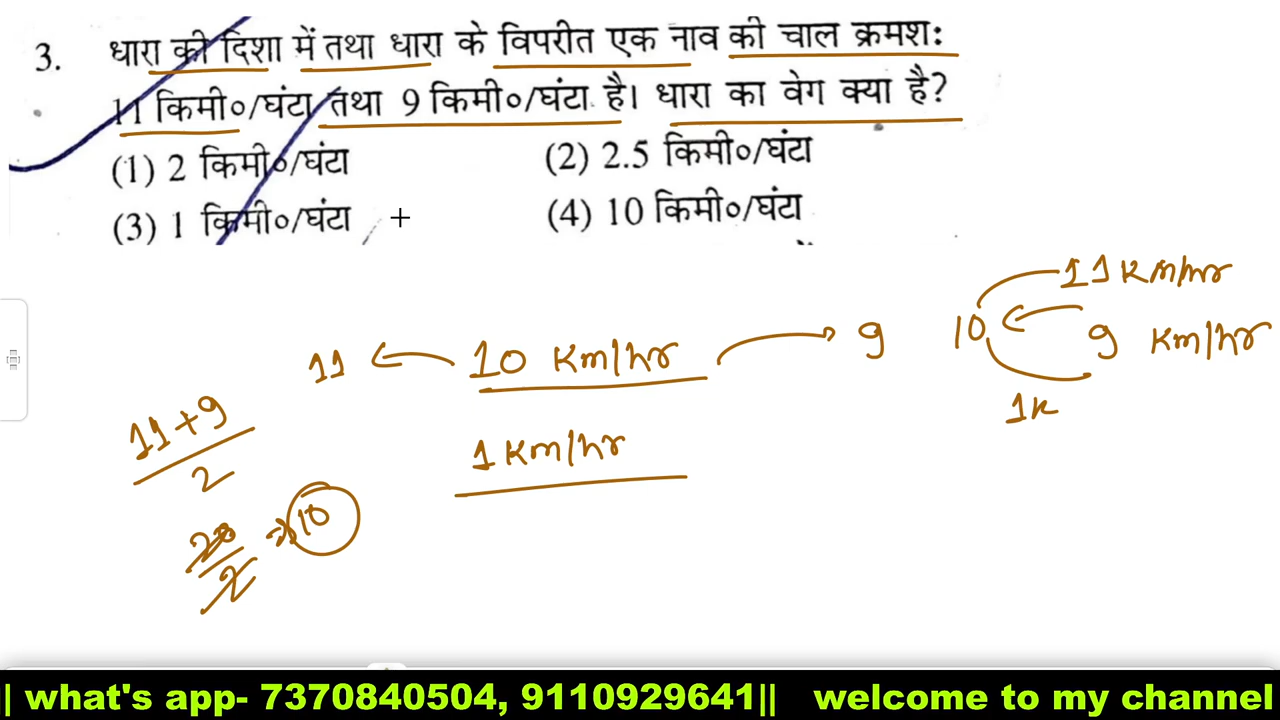 3. धारा की दिशा में तथा धारा के विपरीत एक नाव की चाल क्रमशः
11 किमी०/घंटा तथा 9 किमी०/घंटा है। धारा का वेग क्या है?
(1) 2 किमी०/घंटा (2) 2.5 किमी०/घंटा
(3) 1 किमी०/घंटा (4) 10 किमी०/घंटा
11 Km/hr
11 10 Km/hr 9 10 9 Km/hr
1K
11+9
2
1 Km/hr
20
2
⇒ 10
|| what's app- 7370840504, 9110929641|| welcome to my channel